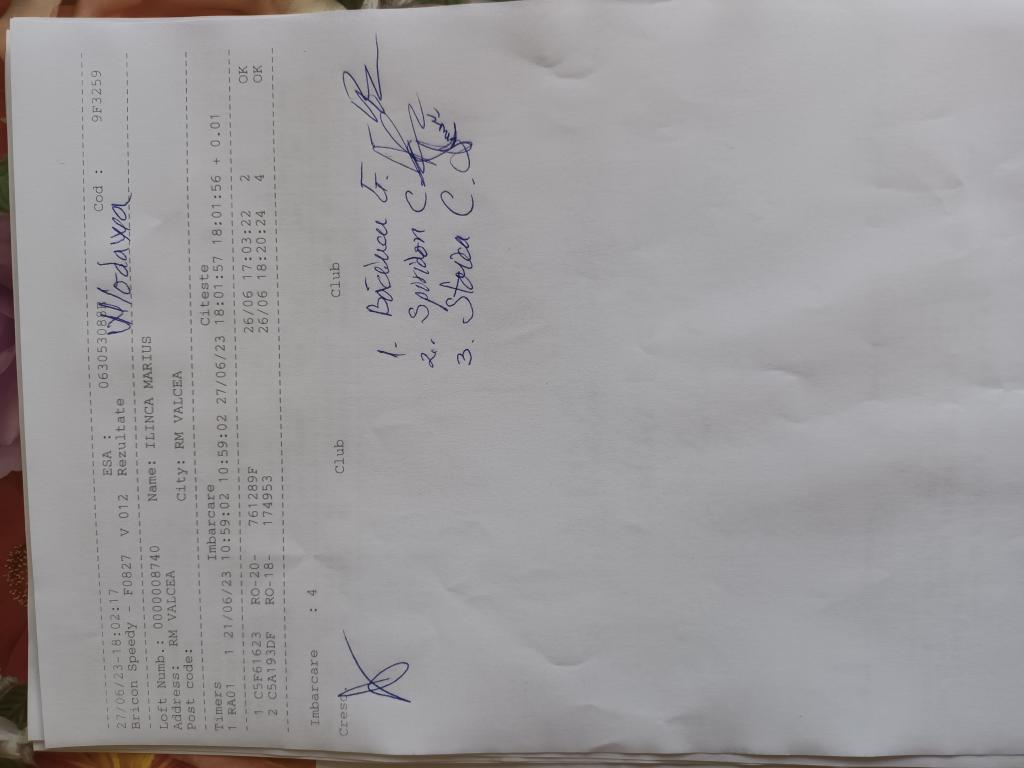 27/06/23-18:02:17 ESA : 06305308
Bricon Speedy - F0827 V 012 Rezultate Cod : 9F3259
Loft Numb.: 0000008740 Name: ILINCA MARIUS
Address: RM VALCEA City: RM VALCEA
Post code:
Timers Imbarcare Citeste
1 RA01 1 21/06/23 10:59:02 10:59:02 27/06/23 18:01:57 18:01:56 + 0.01
1 C5F61623 RO-20- 761289F 26/06 17:03:22 2 OK
2 C5A193DF RO-18- 174953 26/06 18:20:24 4 OK
Imbarcare : 4
Club Club
1.
2. Spiridon C
3. Stoica C.